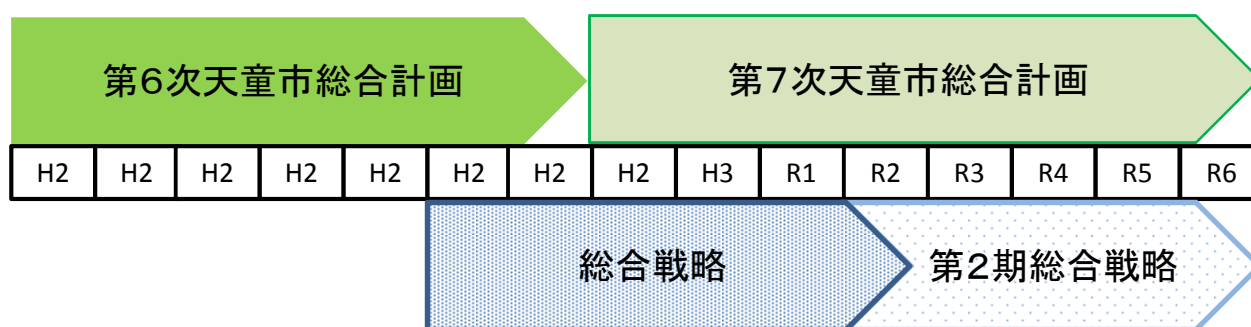 第6次天童市総合計画 第7次天童市総合計画
H2 H2 H2 H2 H2 H2 H2 H2 H3 R1 R2 R3 R4 R5 R6
総合戦略 第2期総合戦略